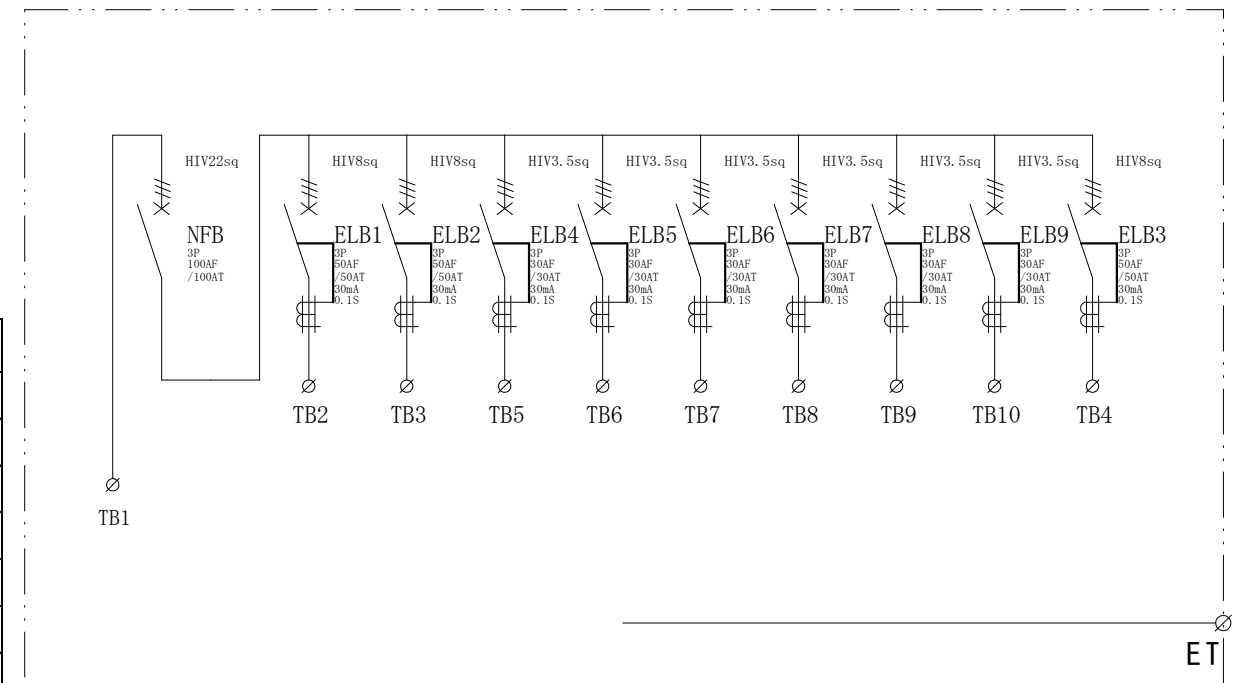 HIV22sq HIV8sq HIV8sq HIV3.5sq HIV3.5sq HIV3.5sq HIV3.5sq HIV3.5sq HIV3.5sq HIV8sq
NFB ELB1 ELB2 ELB4 ELB5 ELB6 ELB7 ELB8 ELB9 ELB3
3P 3P 3P 3P 3P 3P 3P 3P 3P 3P
100AF 50AF 50AF 30AF 30AF 30AF 30AF 30AF 30AF 50AF
/100AT /50AT /50AT /30AT /30AT /30AT /30AT /30AT /30AT /50AT
30mA 30mA 30mA 30mA 30mA 30mA 30mA 30mA 30mA
0.1S 0.1S 0.1S 0.1S 0.1S 0.1S 0.1S 0.1S 0.1S
TB2 TB3 TB5 TB6 TB7 TB8 TB9 TB10 TB4
TB1
ET